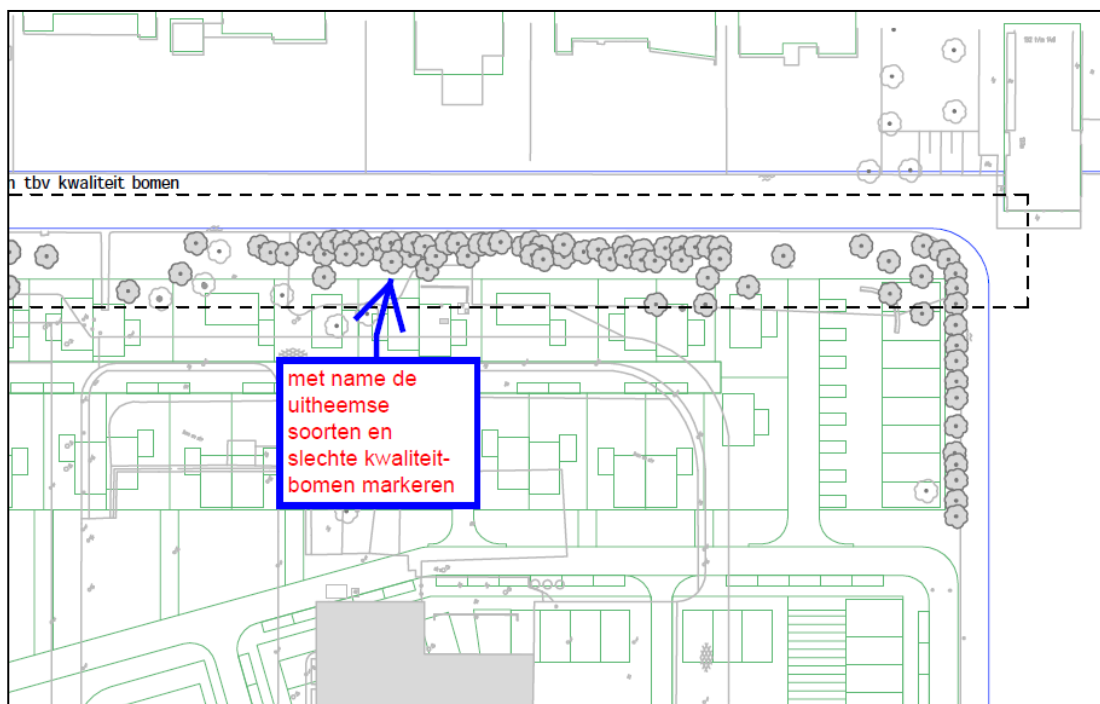 n tbv kwaliteit bomen
met name de
uitheemse
soorten en
slechte kwaliteit-
bomen markeren